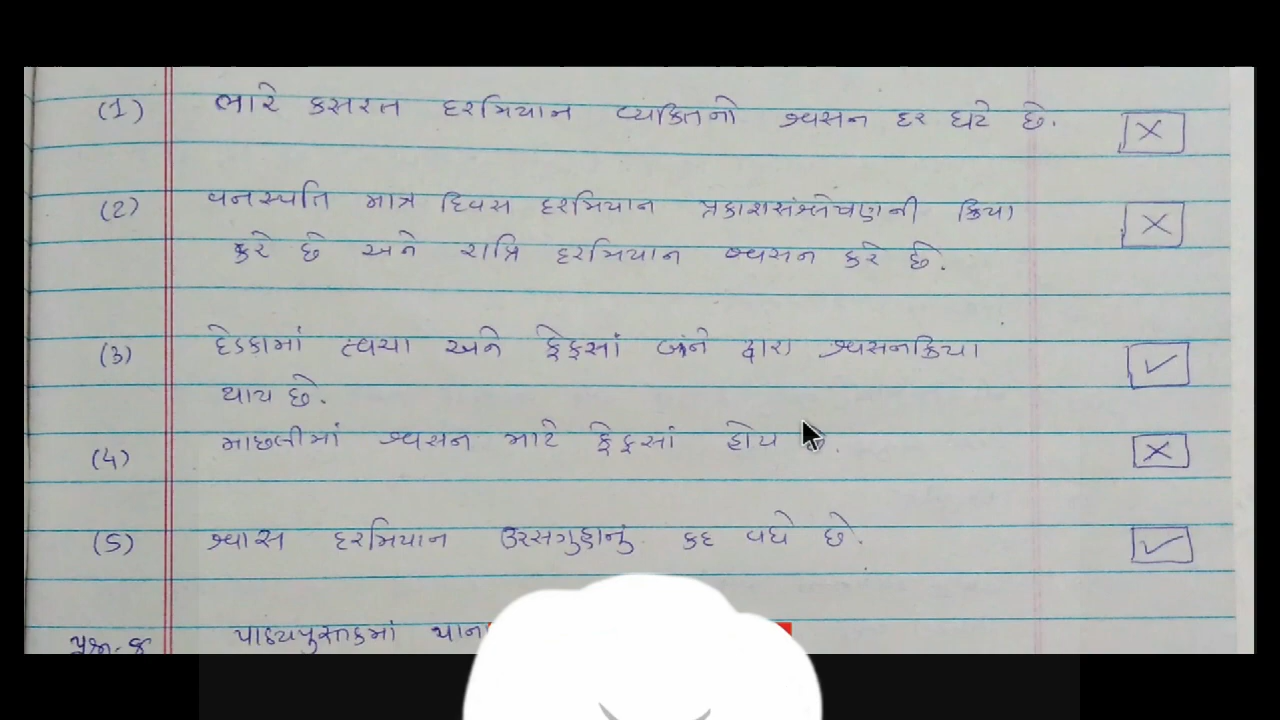 (1) ભારે કસરત દરમિયાન વ્યક્તિનો શ્વસન દર ઘટે છે. ☒
(2) વનસ્પતિ માત્ર દિવસ દરમિયાન પ્રકાશસંશ્લેષણની ક્રિયા ☒
કરે છે અને રાત્રિ દરમિયાન શ્વસન કરે છે.
(3) દેડકામાં ત્વચા અને ફેફસાં બંને દ્વારા શ્વસનક્રિયા ☑
થાય છે.
(4) માછલીમાં શ્વસન માટે ફેફસાં હોય છે. ☒
(5) શ્વાસ દરમિયાન ઉરસગુહાનું કદ વધે છે. ☑
પ્રશ્ન-8 પાઠ્યપુસ્તકમાં